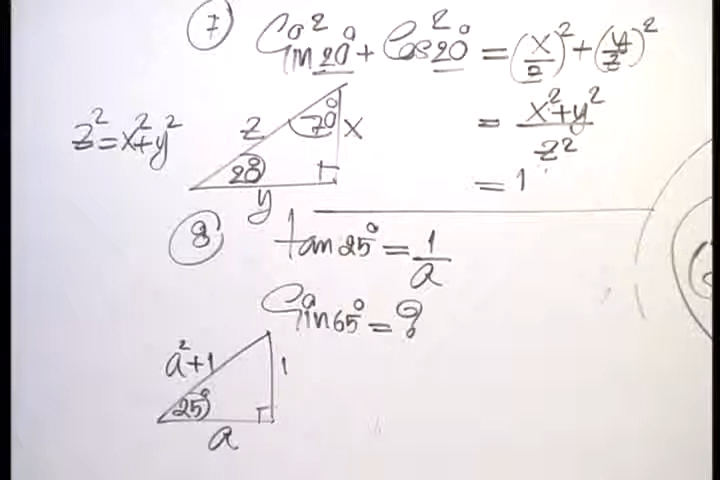 7 Sin²20° + Cos²20° = (x/z)² + (y/z)²
z² = x² + y²
z 70° x
= x² + y² / z²
20°
y
= 1
8 tan25° = 1/a
Sin65° = ?
a² + 1 1
25°
a